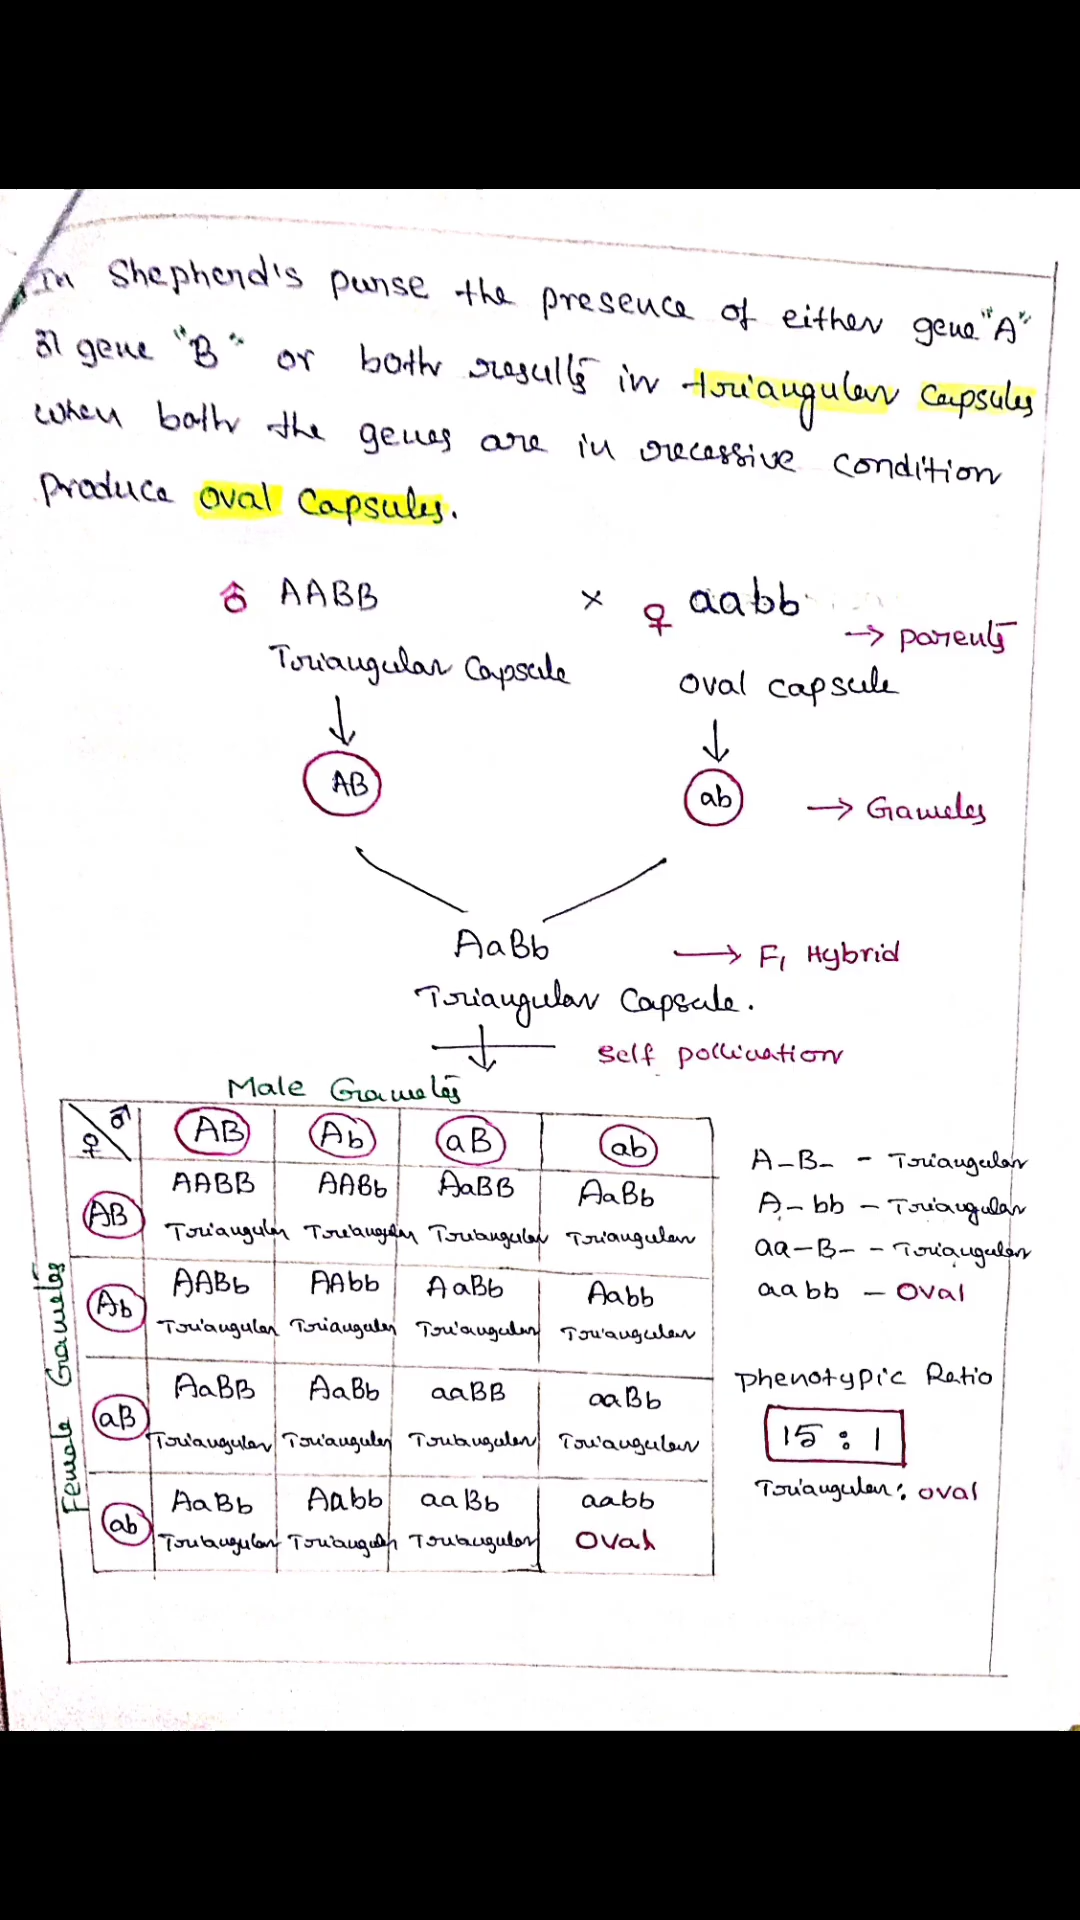 In Shepherd's purse the presence of either gene "A"
or gene "B" or both results in triangular capsules
when both the genes are in recessive condition
produce oval capsules.
♂ AABB × ♀ aabb → parents
Triangular Capsule oval capsule
AB ab → Gametes
AaBb → F1 Hybrid
Triangular Capsule.
Self pollination
Male Gametes
♀ ♂ AB Ab aB ab
Female Gametes
AB AABB AABb AaBB AaBb
Triangular Triangular Triangular Triangular
Ab AABb AAbb AaBb Aabb
Triangular Triangular Triangular Triangular
aB AaBB AaBb aaBB aaBb
Triangular Triangular Triangular Triangular
ab AaBb Aabb aaBb aabb
Triangular Triangular Triangular Oval
A-B- - Triangular
A-bb - Triangular
aa-B- - Triangular
aabb - Oval
phenotypic Ratio
15 : 1
Triangular : oval